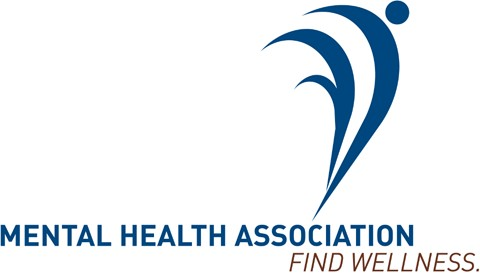 MENTAL HEALTH ASSOCIATION
FIND WELLNESS.